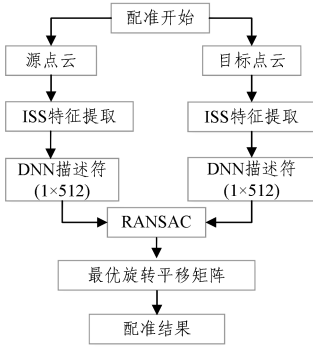 配准开始
源点云
目标点云
ISS特征提取
ISS特征提取
DNN描述符
(1×512)
DNN描述符
(1×512)
RANSAC
最优旋转平移矩阵
配准结果